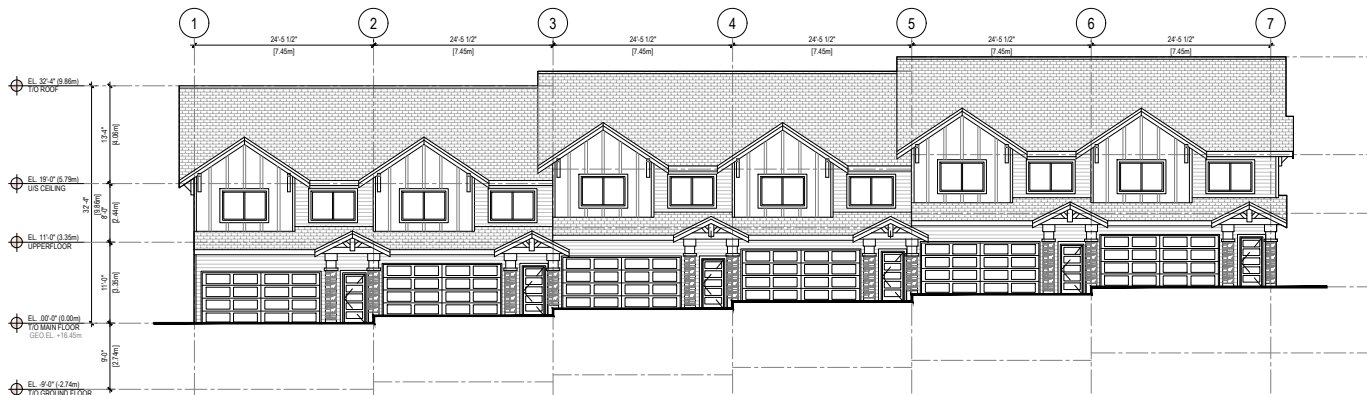 1 2 3 4 5 6 7
24'-5 1/2" 24'-5 1/2" 24'-5 1/2" 24'-5 1/2" 24'-5 1/2" 24'-5 1/2"
[7.45m] [7.45m] [7.45m] [7.45m] [7.45m] [7.45m]
EL. 32'-4" (9.86m)
T/O ROOF
13'-4"
[4.06m]
EL. 19'-0" (5.79m)
U/S CEILING
32'-4"
[9.86m]
8'-0"
[2.44m]
EL. 11'-0" (3.35m)
UPPERFLOOR
11'-0"
[3.35m]
EL. .00'-0" (0.00m)
T/O MAIN FLOOR
GEO.EL. +16.45m
9'-0"
[2.74m]
EL. -9'-0" (-2.74m)
T/O GROUND FLOOR